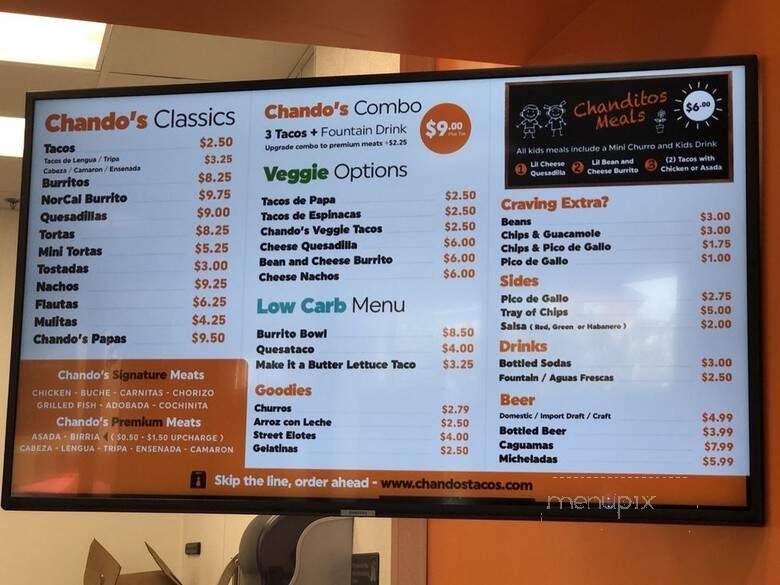 Chando's Classics
Tacos $2.50
Tacos de Lengua / Tripa $3.25
Cabeza / Camaron / Ensenada
Burritos $8.25
NorCal Burrito $9.75
Quesadillas $9.00
Tortas $8.25
Mini Tortas $5.25
Tostadas $3.00
Nachos $9.25
Flautas $6.25
Mulitas $4.25
Chando's Papas $9.50
Chando's Signature Meats
CHICKEN - BUCHE - CARNITAS - CHORIZO
GRILLED FISH - ADOBADA - COCHINITA
Chando's Premium Meats
ASADA - BIRRIA ( $0.50 - $1.50 UPCHARGE )
CABEZA - LENGUA - TRIPA - ENSENADA - CAMARON
Chando's Combo
3 Tacos + Fountain Drink
Upgrade combo to premium meats +$2.25
$9.00
Plus Tax
Veggie Options
Tacos de Papa $2.50
Tacos de Espinacas $2.50
Chando's Veggie Tacos $2.50
Cheese Quesadilla $6.00
Bean and Cheese Burrito $6.00
Cheese Nachos $6.00
Low Carb Menu
Burrito Bowl $8.50
Quesataco $4.00
Make it a Butter Lettuce Taco $3.25
Goodies
Churros $2.79
Arroz con Leche $2.50
Street Elotes $4.00
Gelatinas $2.50
Chanditos
Meals
$6.00
All kids meals include a Mini Churro and Kids Drink
1 Lil Cheese Quesadilla 2 Lil Bean and Cheese Burrito 3 (2) Tacos with Chicken or Asada
Craving Extra?
Beans $3.00
Chips & Guacamole $3.00
Chips & Pico de Gallo $1.75
Pico de Gallo $1.00
Sides
Pico de Gallo $2.75
Tray of Chips $5.00
Salsa ( Red, Green or Habanero ) $2.00
Drinks
Bottled Sodas $3.00
Fountain / Aguas Frescas $2.50
Beer
Domestic / Import Draft / Craft $4.99
Bottled Beer $3.99
Caguamas $7.99
Micheladas $5.99
Skip the line, order ahead - www.chandostacos.com
menupix